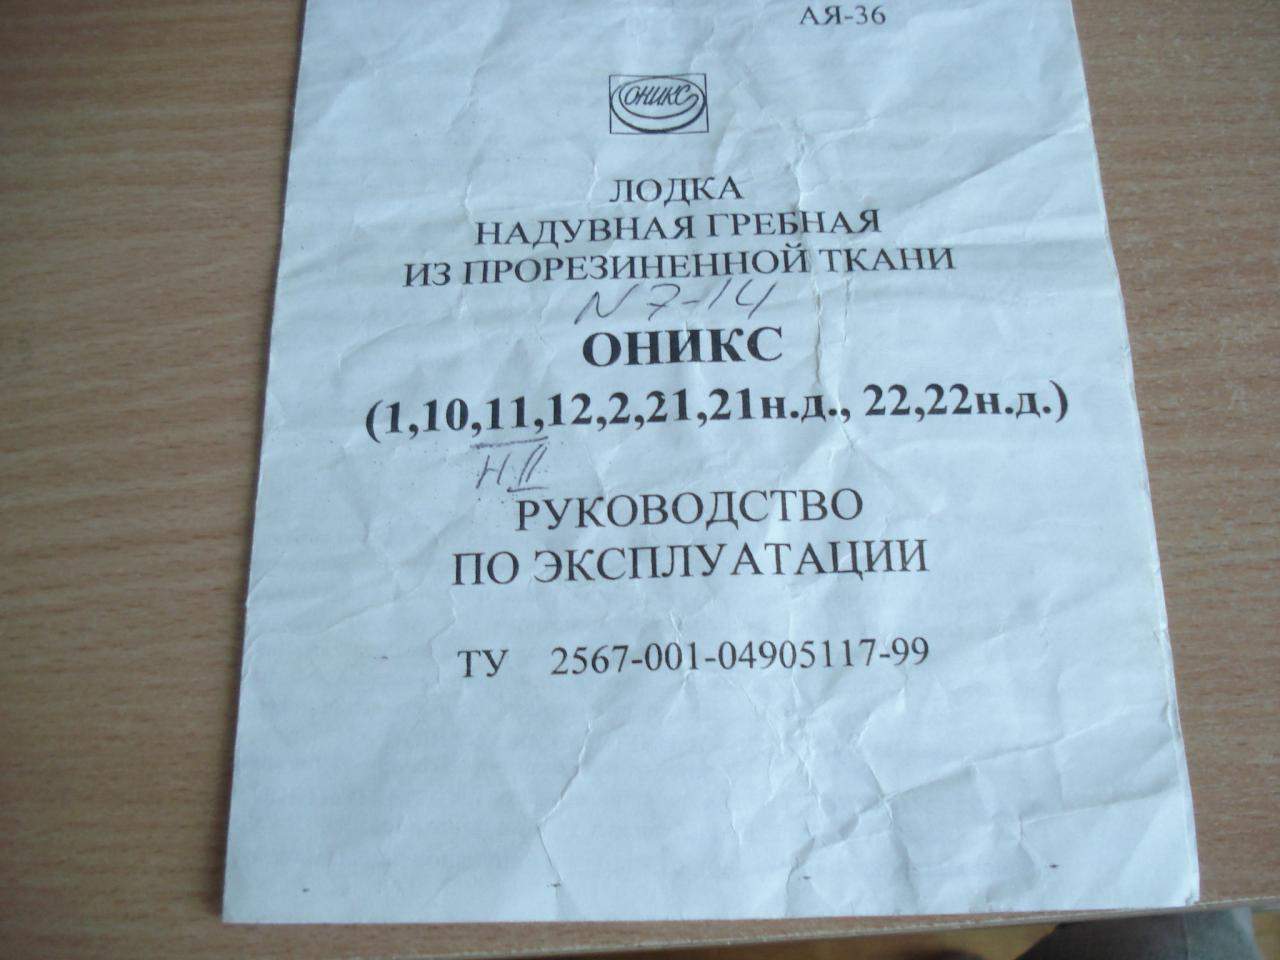 АЯ-36
ОНИКС
ЛОДКА
НАДУВНАЯ ГРЕБНАЯ
ИЗ ПРОРЕЗИНЕННОЙ ТКАНИ
N 7-14
ОНИКС
(1,10,11,12,2,21,21н.д., 22,22н.д.)
РУКОВОДСТВО
ПО ЭКСПЛУАТАЦИИ
ТУ 2567-001-04905117-99